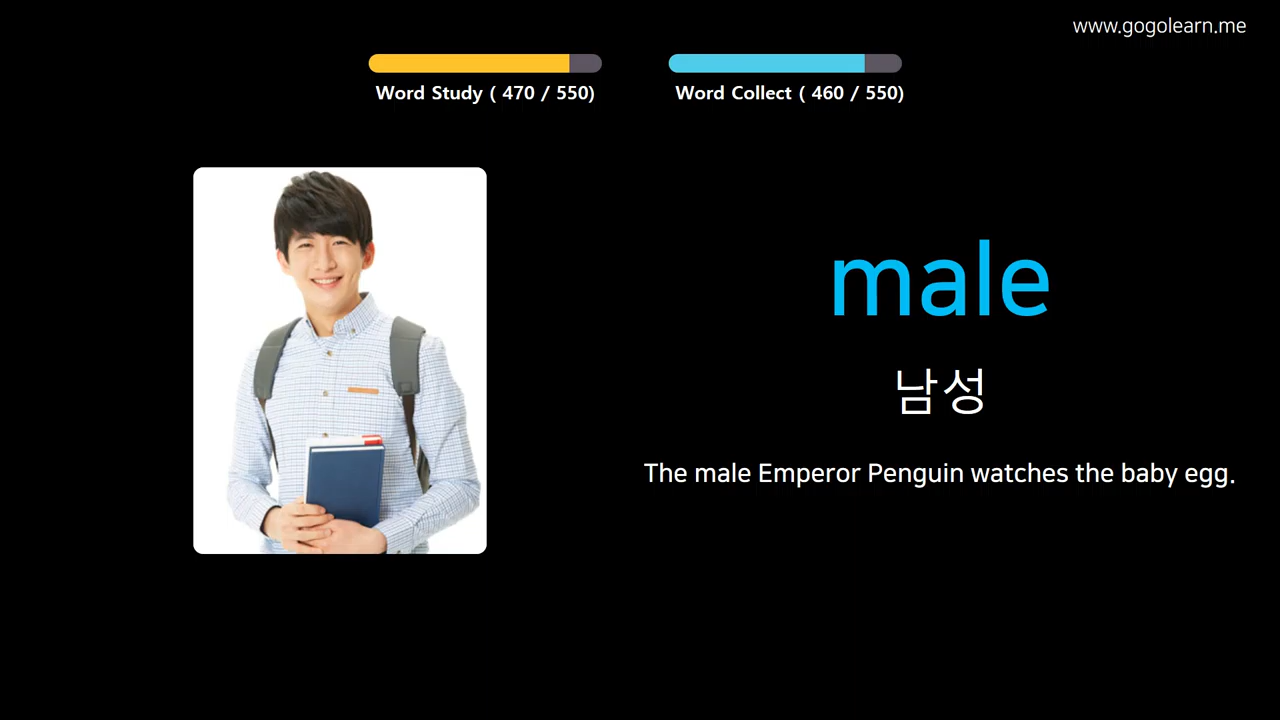 www.gogolearn.me
Word Study ( 470 / 550)
Word Collect ( 460 / 550)
male
남성
The male Emperor Penguin watches the baby egg.